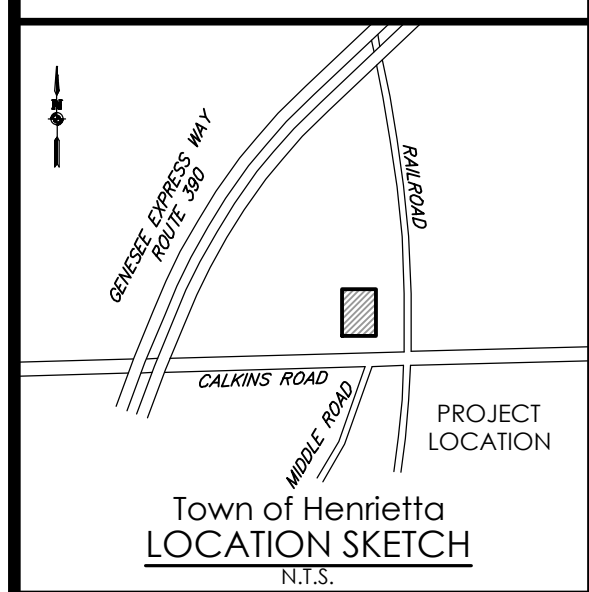 N
GENESEE EXPRESS WAY
ROUTE 390
RAILROAD
CALKINS ROAD
MIDDLE ROAD
PROJECT
LOCATION
Town of Henrietta
LOCATION SKETCH
N.T.S.